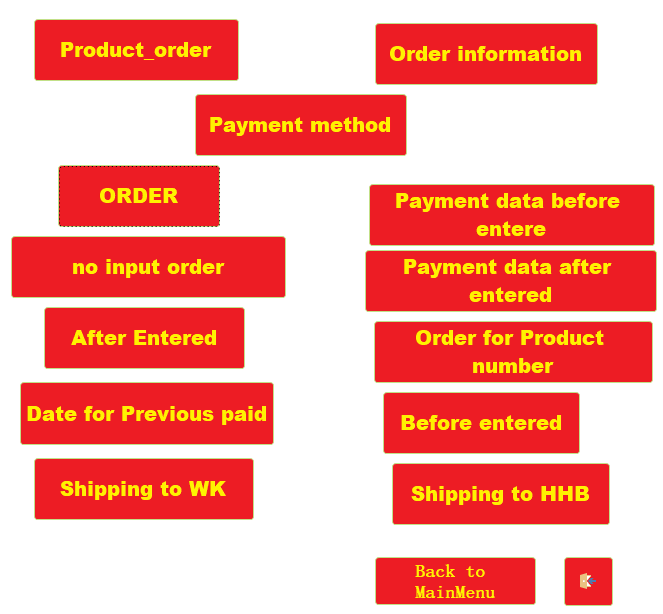 Product_order
Order information
Payment method
ORDER
Payment data before
entere
no input order
Payment data after
entered
After Entered
Order for Product
number
Date for Previous paid
Before entered
Shipping to WK
Shipping to HHB
Back to
MainMenu